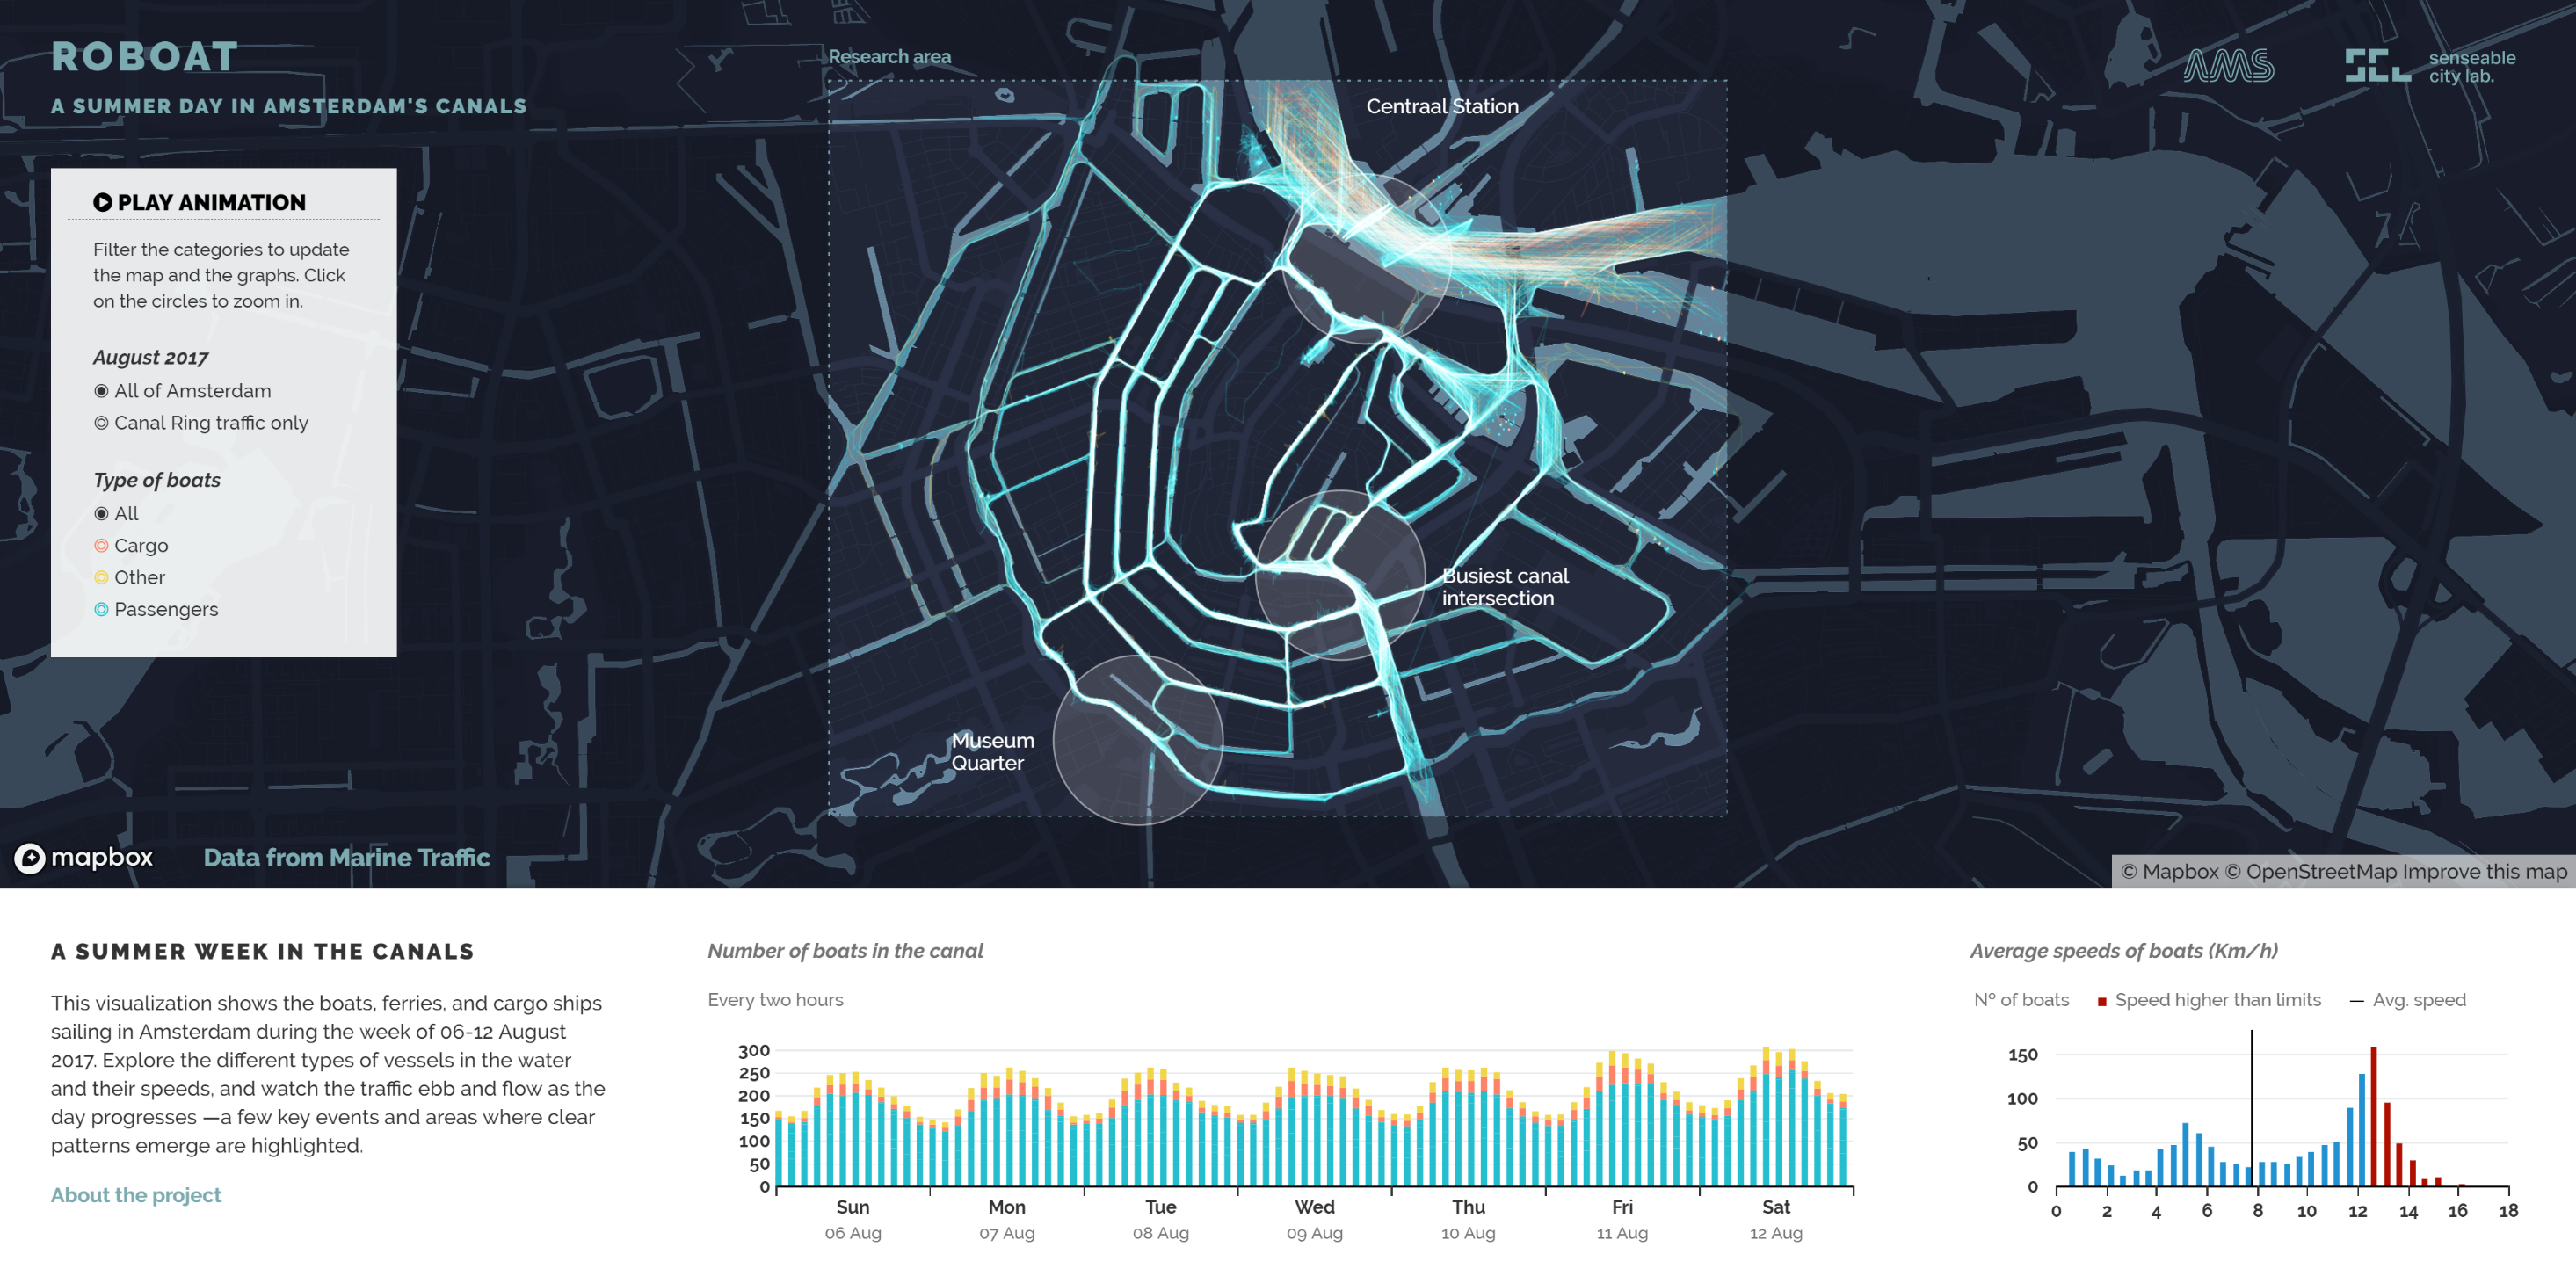 ROBOAT
A SUMMER DAY IN AMSTERDAM'S CANALS
Research area
AMS
senseable
city lab.
PLAY ANIMATION
Filter the categories to update
the map and the graphs. Click
on the circles to zoom in.
August 2017
All of Amsterdam
Canal Ring traffic only
Type of boats
All
Cargo
Other
Passengers
Centraal Station
Busiest canal
intersection
Museum
Quarter
mapbox
Data from Marine Traffic
© Mapbox © OpenStreetMap Improve this map
A SUMMER WEEK IN THE CANALS
This visualization shows the boats, ferries, and cargo ships
sailing in Amsterdam during the week of 06-12 August
2017. Explore the different types of vessels in the water
and their speeds, and watch the traffic ebb and flow as the
day progresses —a few key events and areas where clear
patterns emerge are highlighted.
About the project
Number of boats in the canal
Every two hours
300
250
200
150
100
50
0
Sun Mon Tue Wed Thu Fri Sat
06 Aug 07 Aug 08 Aug 09 Aug 10 Aug 11 Aug 12 Aug
Average speeds of boats (Km/h)
Nº of boats Speed higher than limits Avg. speed
150
100
50
0
0 2 4 6 8 10 12 14 16 18